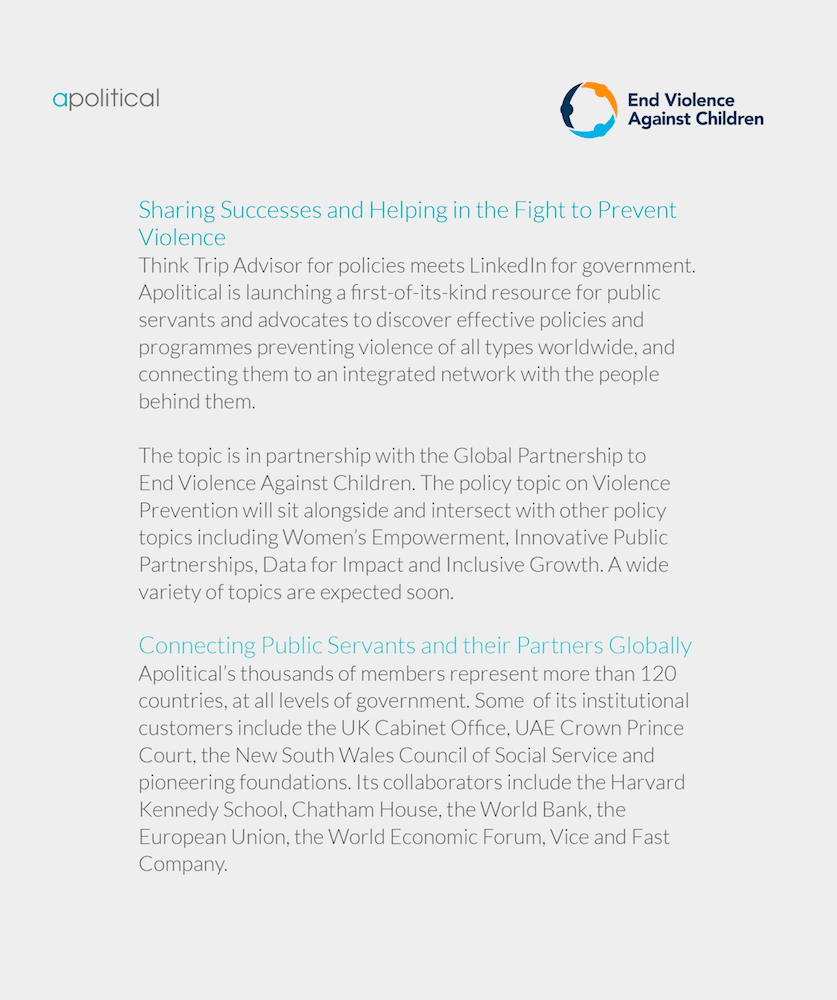 apolitical
End Violence
Against Children
Sharing Successes and Helping in the Fight to Prevent
Violence
Think Trip Advisor for policies meets LinkedIn for government.
Apolitical is launching a first-of-its-kind resource for public
servants and advocates to discover effective policies and
programmes preventing violence of all types worldwide, and
connecting them to an integrated network with the people
behind them.
The topic is in partnership with the Global Partnership to
End Violence Against Children. The policy topic on Violence
Prevention will sit alongside and intersect with other policy
topics including Women’s Empowerment, Innovative Public
Partnerships, Data for Impact and Inclusive Growth. A wide
variety of topics are expected soon.
Connecting Public Servants and their Partners Globally
Apolitical’s thousands of members represent more than 120
countries, at all levels of government. Some  of its institutional
customers include the UK Cabinet Office, UAE Crown Prince
Court, the New South Wales Council of Social Service and
pioneering foundations. Its collaborators include the Harvard
Kennedy School, Chatham House, the World Bank, the
European Union, the World Economic Forum, Vice and Fast
Company.